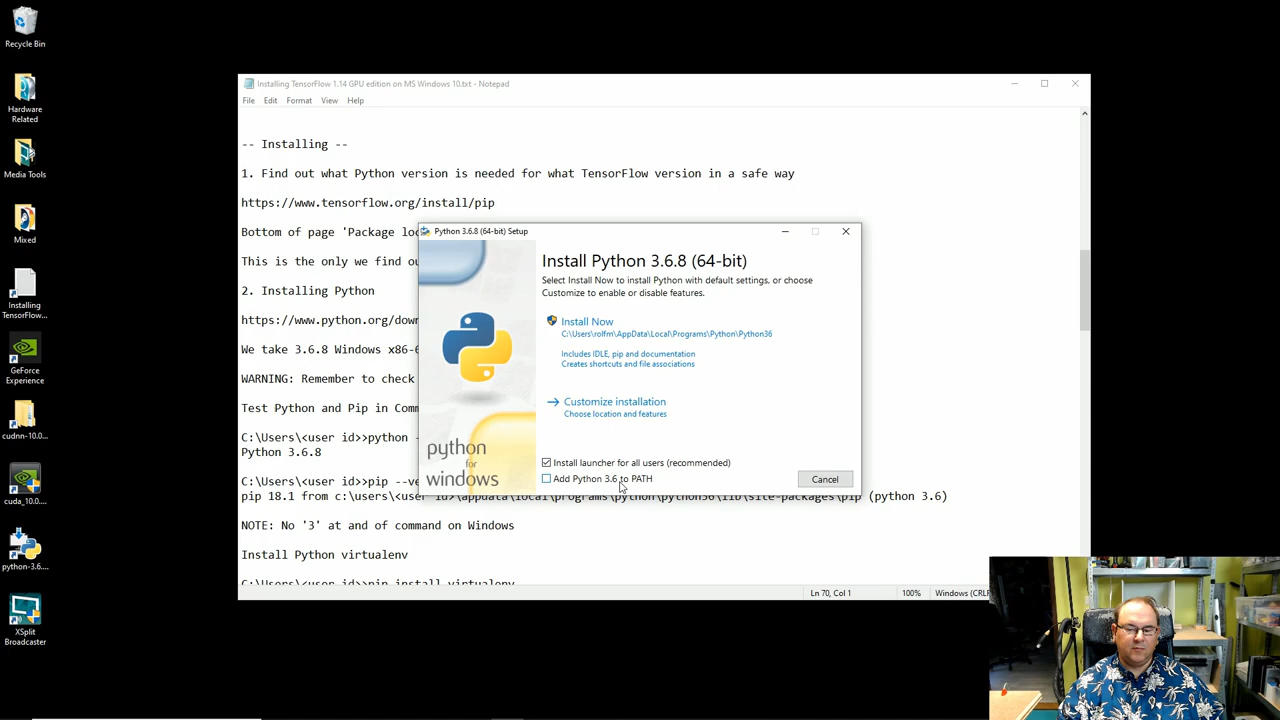 Recycle Bin
Hardware
Related
Media Tools
Mixed
Installing
TensorFlow...
GeForce
Experience
cudnn-10.0...
cuda_10.0...
python-3.6....
XSplit
Broadcaster
Installing TensorFlow 1.14 GPU edition on MS Windows 10.txt - Notepad
File Edit Format View Help
-- Installing --
1. Find out what Python version is needed for what TensorFlow version in a safe way
https://www.tensorflow.org/install/pip
Bottom of page 'Package loc
This is the only we find ou
2. Installing Python
https://www.python.org/down
We take 3.6.8 Windows x86-6
WARNING: Remember to check
Test Python and Pip in Comm
C:\Users\<user id>>python -
Python 3.6.8
C:\Users\<user id>>pip --ve
pip 18.1 from c:\users\<user id>\appdata\local\programs\python\python36\lib\site-packages\pip (python 3.6)
NOTE: No '3' at and of command on Windows
Install Python virtualenv
C:\Users\<user id>>pip install virtualenv
Ln 70, Col 1 100% Windows (CRLF
Python 3.6.8 (64-bit) Setup
Install Python 3.6.8 (64-bit)
Select Install Now to install Python with default settings, or choose
Customize to enable or disable features.
Install Now
C:\Users\rolfm\AppData\Local\Programs\Python\Python36
Includes IDLE, pip and documentation
Creates shortcuts and file associations
Customize installation
Choose location and features
Install launcher for all users (recommended)
Add Python 3.6 to PATH
Cancel
python
for
windows